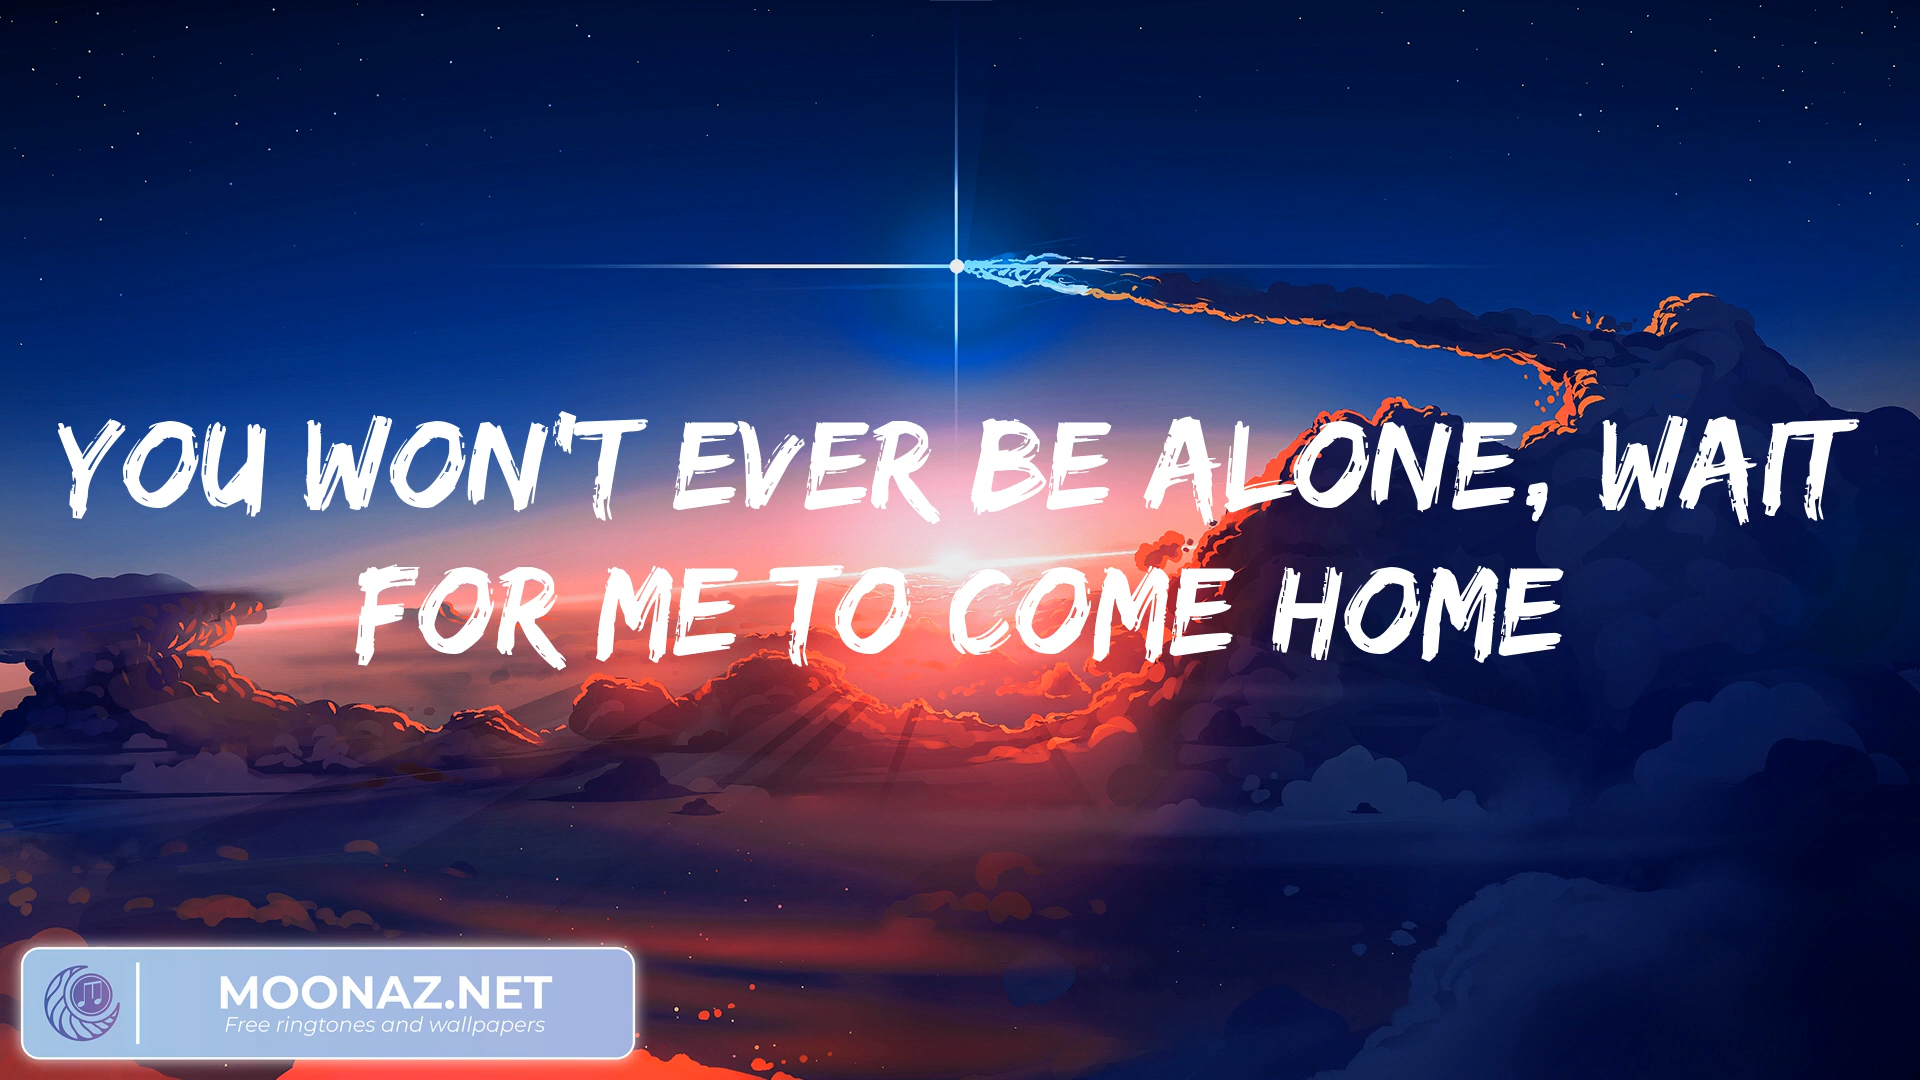 YOU WON'T EVER BE ALONE, WAIT
FOR ME TO COME HOME
MOONAZ.NET
Free ringtones and wallpapers